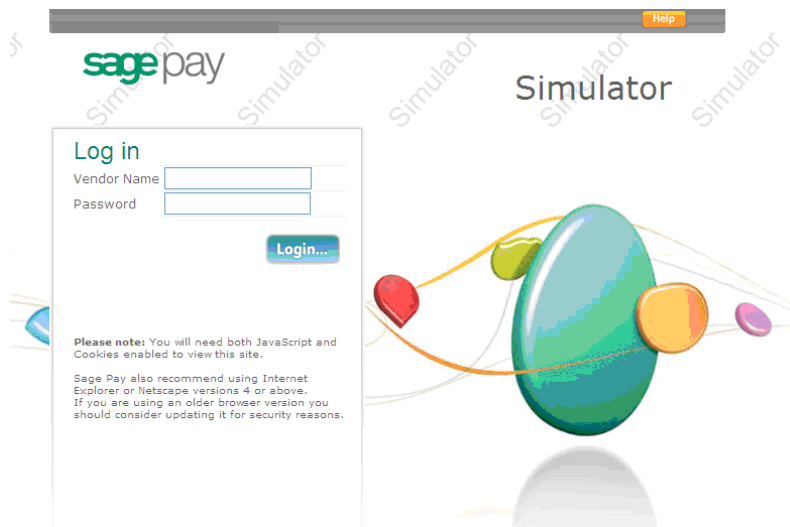 Help
sage pay
Simulator
Simulator
Simulator
Simulator
Simulator
Simulator
Log in
Vendor Name
Password
Login...
Please note: You will need both JavaScript and
Cookies enabled to view this site.
Sage Pay also recommend using Internet
Explorer or Netscape versions 4 or above.
If you are using an older browser version you
should consider updating it for security reasons.